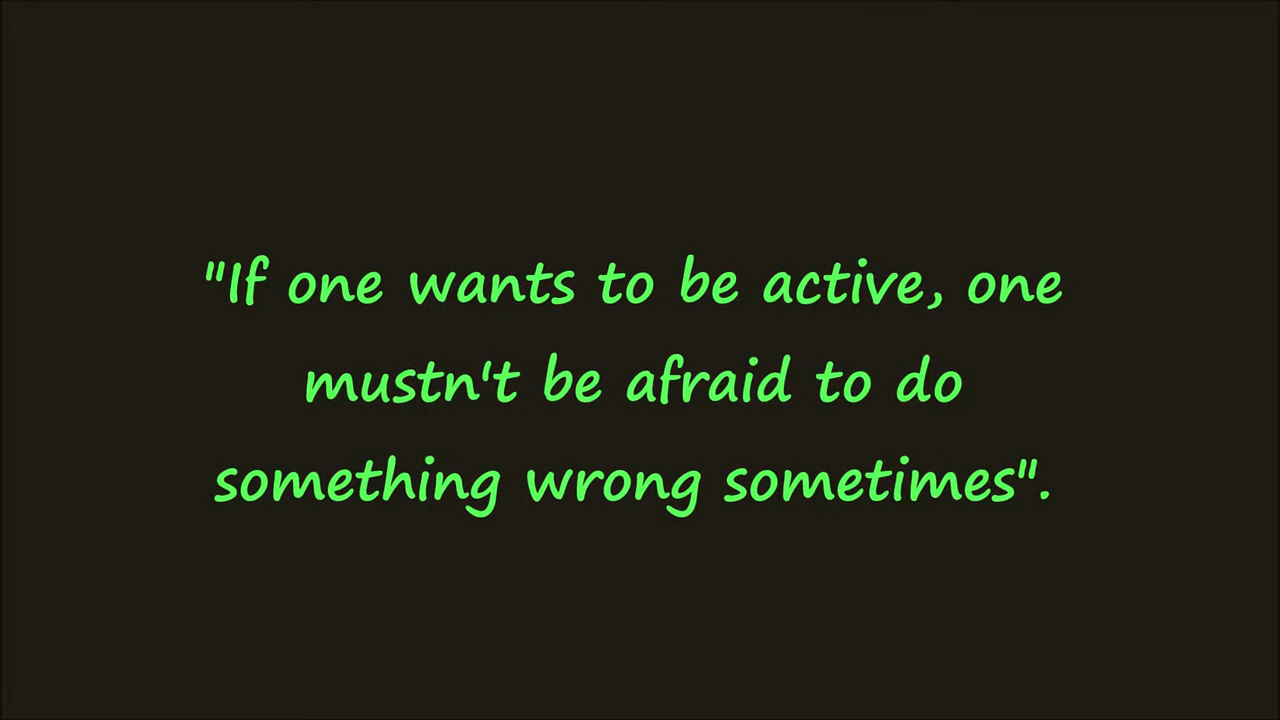 "If one wants to be active, one
mustn't be afraid to do
something wrong sometimes".